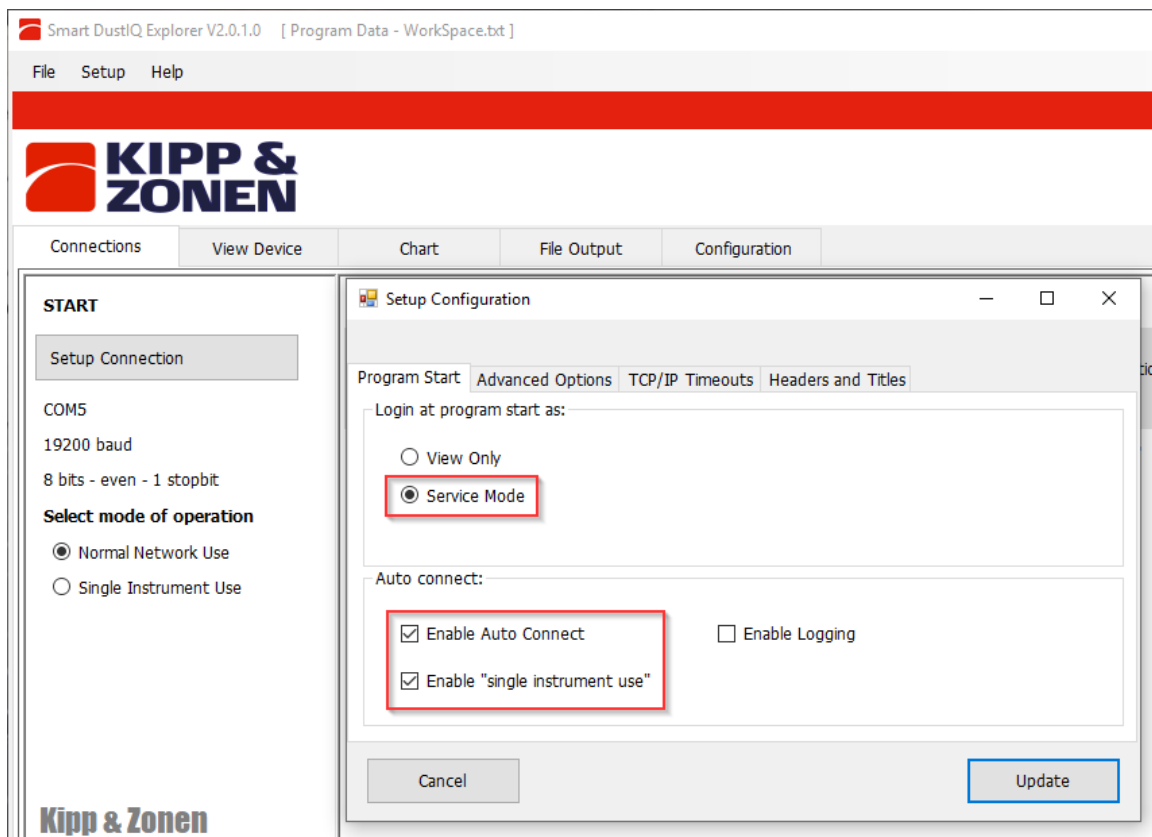 Smart DustIQ Explorer V2.0.1.0 [ Program Data - WorkSpace.txt ]
File Setup Help
KIPP &
ZONEN
Connections View Device Chart File Output Configuration
START
Setup Connection
COM5
19200 baud
8 bits - even - 1 stopbit
Select mode of operation
Normal Network Use
Single Instrument Use
Kipp & Zonen
Setup Configuration
Program Start Advanced Options TCP/IP Timeouts Headers and Titles
Login at program start as:
View Only
Service Mode
Auto connect:
Enable Auto Connect Enable Logging
Enable "single instrument use"
Cancel Update